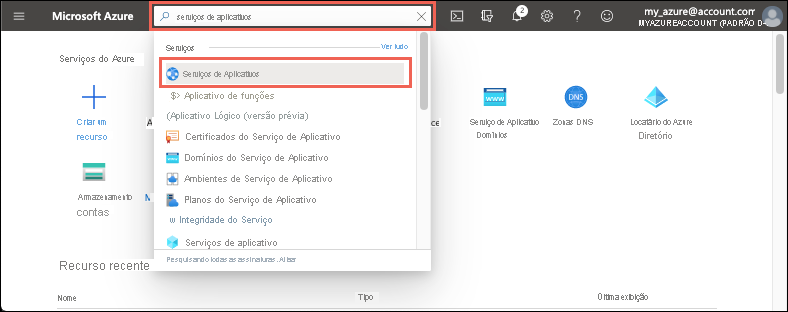 Microsoft Azure
serviços de aplicativos
2
my_azure@account.com
MYAZUREACCOUNT (PADRÃO D
Serviços do Azure
Serviços
Ver tudo
Serviços de Aplicativos
$> Aplicativo de funções
(Aplicativo Lógico (versão prévia)
Certificados do Serviço de Aplicativo
Domínios do Serviço de Aplicativo
Ambientes de Serviço de Aplicativo
Planos do Serviço de Aplicativo
w Integridade do Serviço
Serviços de aplicativo
Pesquisando todas as assinaturas. Alterar
Criar um
recurso
Serviço de Aplicativo
Domínios
DNS
Zonas DNS
Locatário do Azure
Diretório
Armazenamento
contas
Recurso recente
Nome
Tipo
Última exibição